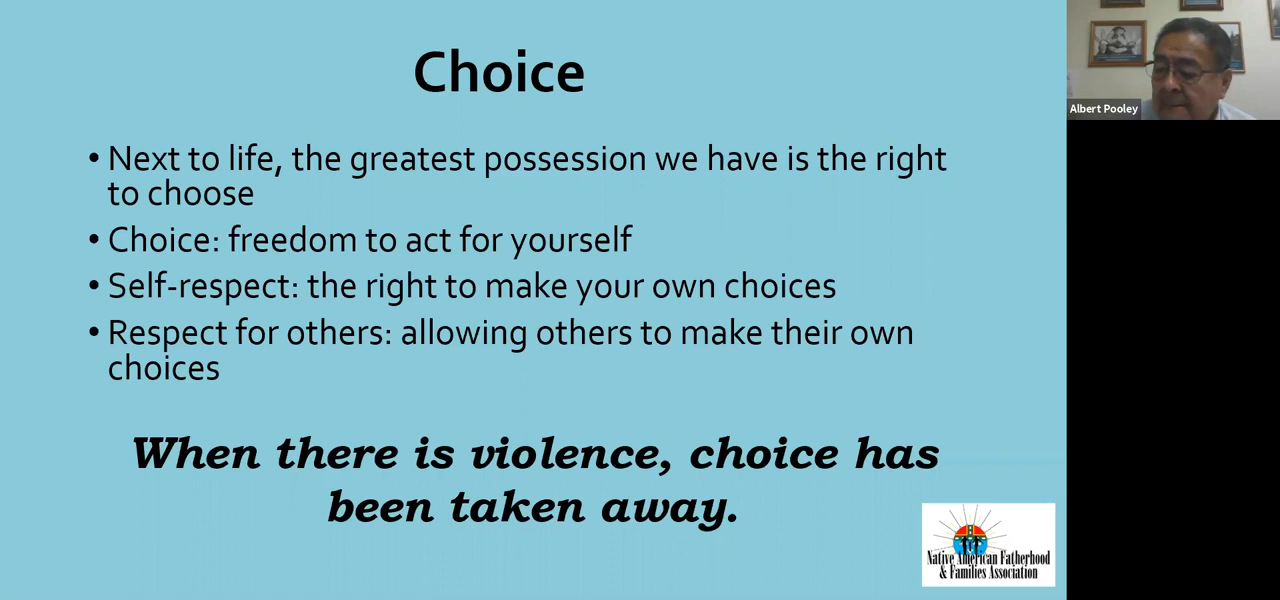 Choice
• Next to life, the greatest possession we have is the right
to choose
• Choice: freedom to act for yourself
• Self-respect: the right to make your own choices
• Respect for others: allowing others to make their own
choices
When there is violence, choice has
been taken away.
Native American Fatherhood
& Families Association
Albert Pooley